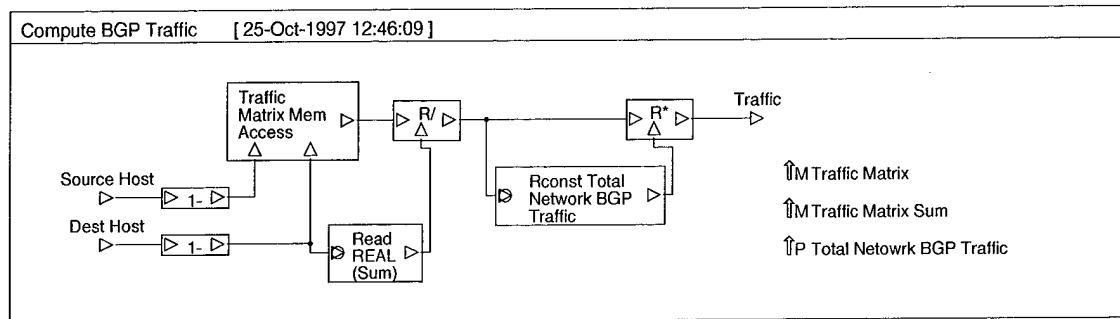 Compute BGP Traffic [ 25-Oct-1997 12:46:09 ]
Traffic
Matrix Mem
Access
R/
R*
Traffic
Source Host
1-
Dest Host
1-
Read
REAL
(Sum)
Rconst Total
Network BGP
Traffic
⇑M Traffic Matrix
⇑M Traffic Matrix Sum
⇑P Total Netowrk BGP Traffic